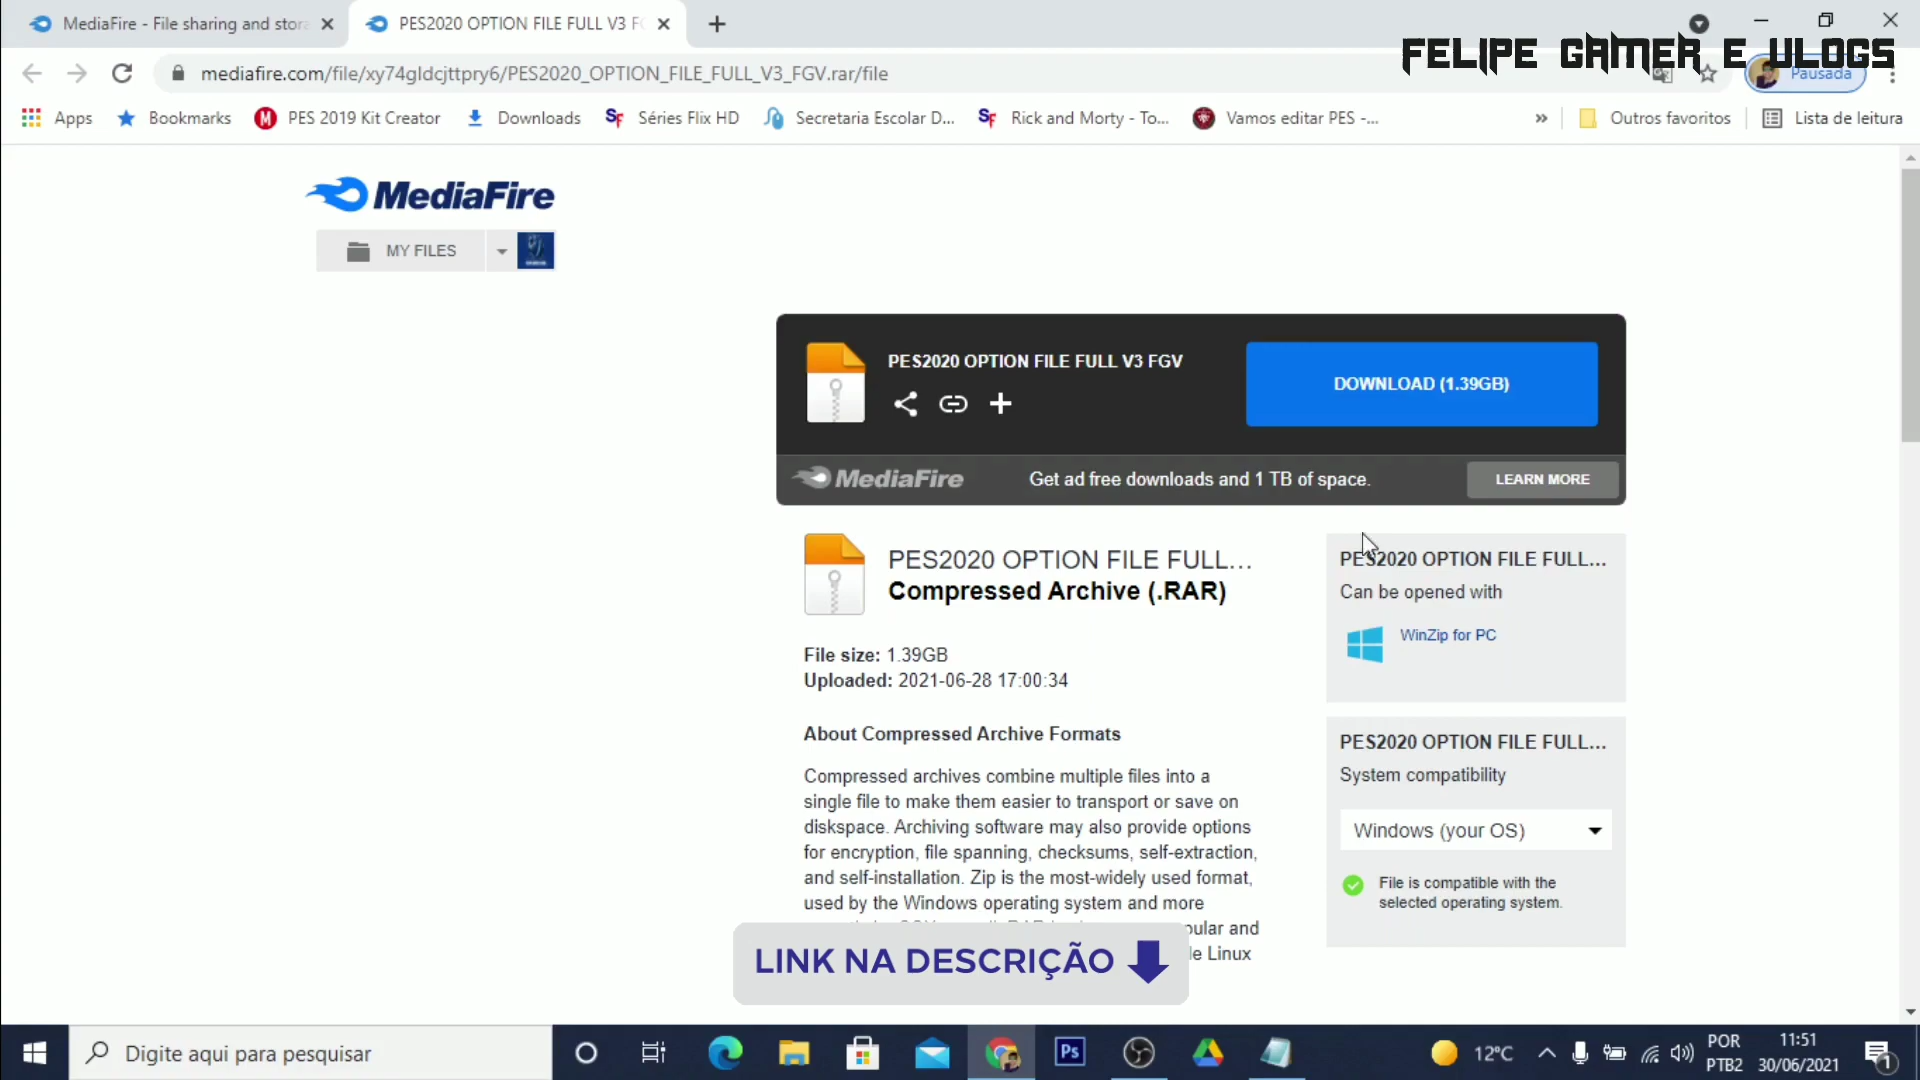 MediaFire - File sharing and stora
PES2020 OPTION FILE FULL V3 F
FELIPE GAMER E VLOGS
mediafire.com/file/xy74gldcjttpry6/PES2020_OPTION_FILE_FULL_V3_FGV.rar/file
Pausada
Apps
Bookmarks
PES 2019 Kit Creator
Downloads
Séries Flix HD
Secretaria Escolar D...
Rick and Morty - To...
Vamos editar PES -...
»
Outros favoritos
Lista de leitura
MediaFire
MY FILES
PES2020 OPTION FILE FULL V3 FGV
DOWNLOAD (1.39GB)
MediaFire
Get ad free downloads and 1 TB of space.
LEARN MORE
PES2020 OPTION FILE FULL...
Compressed Archive (.RAR)
File size: 1.39GB
Uploaded: 2021-06-28 17:00:34
About Compressed Archive Formats
Compressed archives combine multiple files into a
single file to make them easier to transport or save on
diskspace. Archiving software may also provide options
for encryption, file spanning, checksums, self-extraction,
and self-installation. Zip is the most-widely used format,
used by the Windows operating system and more
pular and
le Linux
PES2020 OPTION FILE FULL...
Can be opened with
WinZip for PC
PES2020 OPTION FILE FULL...
System compatibility
Windows (your OS)
File is compatible with the
selected operating system.
LINK NA DESCRIÇÃO
Digite aqui para pesquisar
Ps
12°C
POR
PTB2
11:51
30/06/2021
1